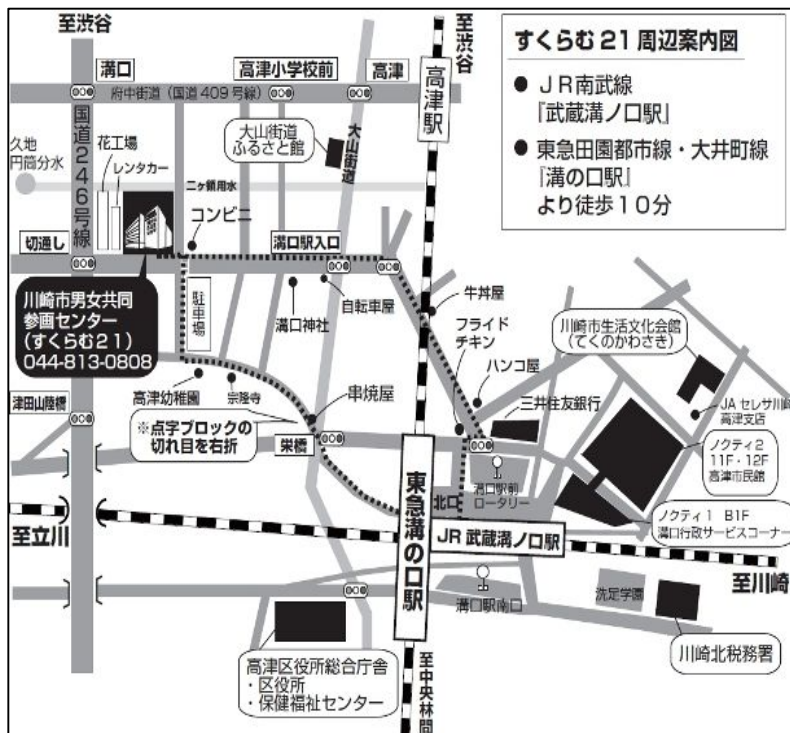 至渋谷
至渋谷
すくらむ21周辺案内図
● JR南武線
『武蔵溝ノ口駅』
● 東急田園都市線・大井町線
『溝の口駅』
より徒歩10分
溝口
高津小学校前
高津
府中街道(国道409号線)
高津駅
国道246号線
久地
円筒分水
花工場
レンタカー
大山街道
ふるさと館
大山街道
二ヶ領用水
コンビニ
切通し
溝口駅入口
川崎市男女共同
参画センター
(すくらむ21)
044-813-0808
駐車場
溝口神社
自転車屋
牛丼屋
フライド
チキン
ハンコ屋
川崎市生活文化会館
(てくのかわさき)
高津幼稚園
宗隆寺
串焼屋
三井住友銀行
JAセレサ川崎
高津支店
津田山陸橋
※点字ブロックの
切れ目を右折
栄橋
ノクティ2
11F・12F
高津市民館
溝口駅前
ロータリー
北口
東急溝の口駅
ノクティ1 B1F
溝口行政サービスコーナー
至立川
JR武蔵溝ノ口駅
至川崎
溝口駅南口
洗足学園
川崎北税務署
高津区役所総合庁舎
・区役所
・保健福祉センター
至中央林間